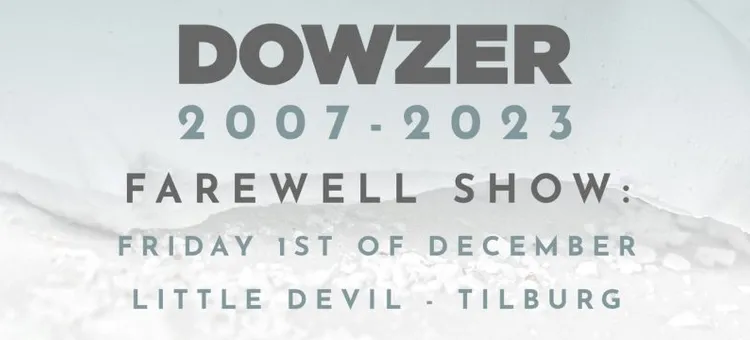 DOWZER
2007-2023
FAREWELL SHOW:
FRIDAY 1ST OF DECEMBER
LITTLE DEVIL - TILBURG